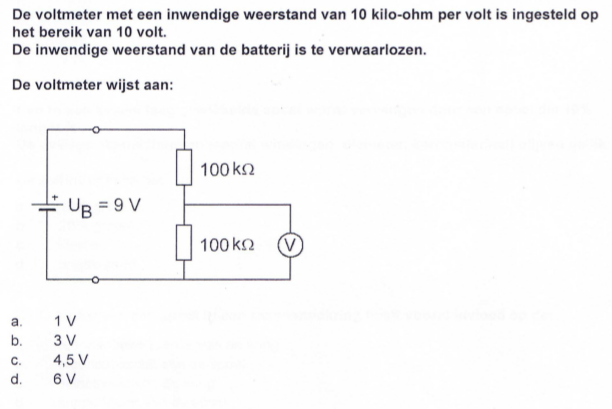 De voltmeter met een inwendige weerstand van 10 kilo-ohm per volt is ingesteld op
het bereik van 10 volt.
De inwendige weerstand van de batterij is te verwaarlozen.
De voltmeter wijst aan:
100 kΩ
+
U_B = 9 V
100 kΩ
V
a. 1 V
b. 3 V
c. 4,5 V
d. 6 V